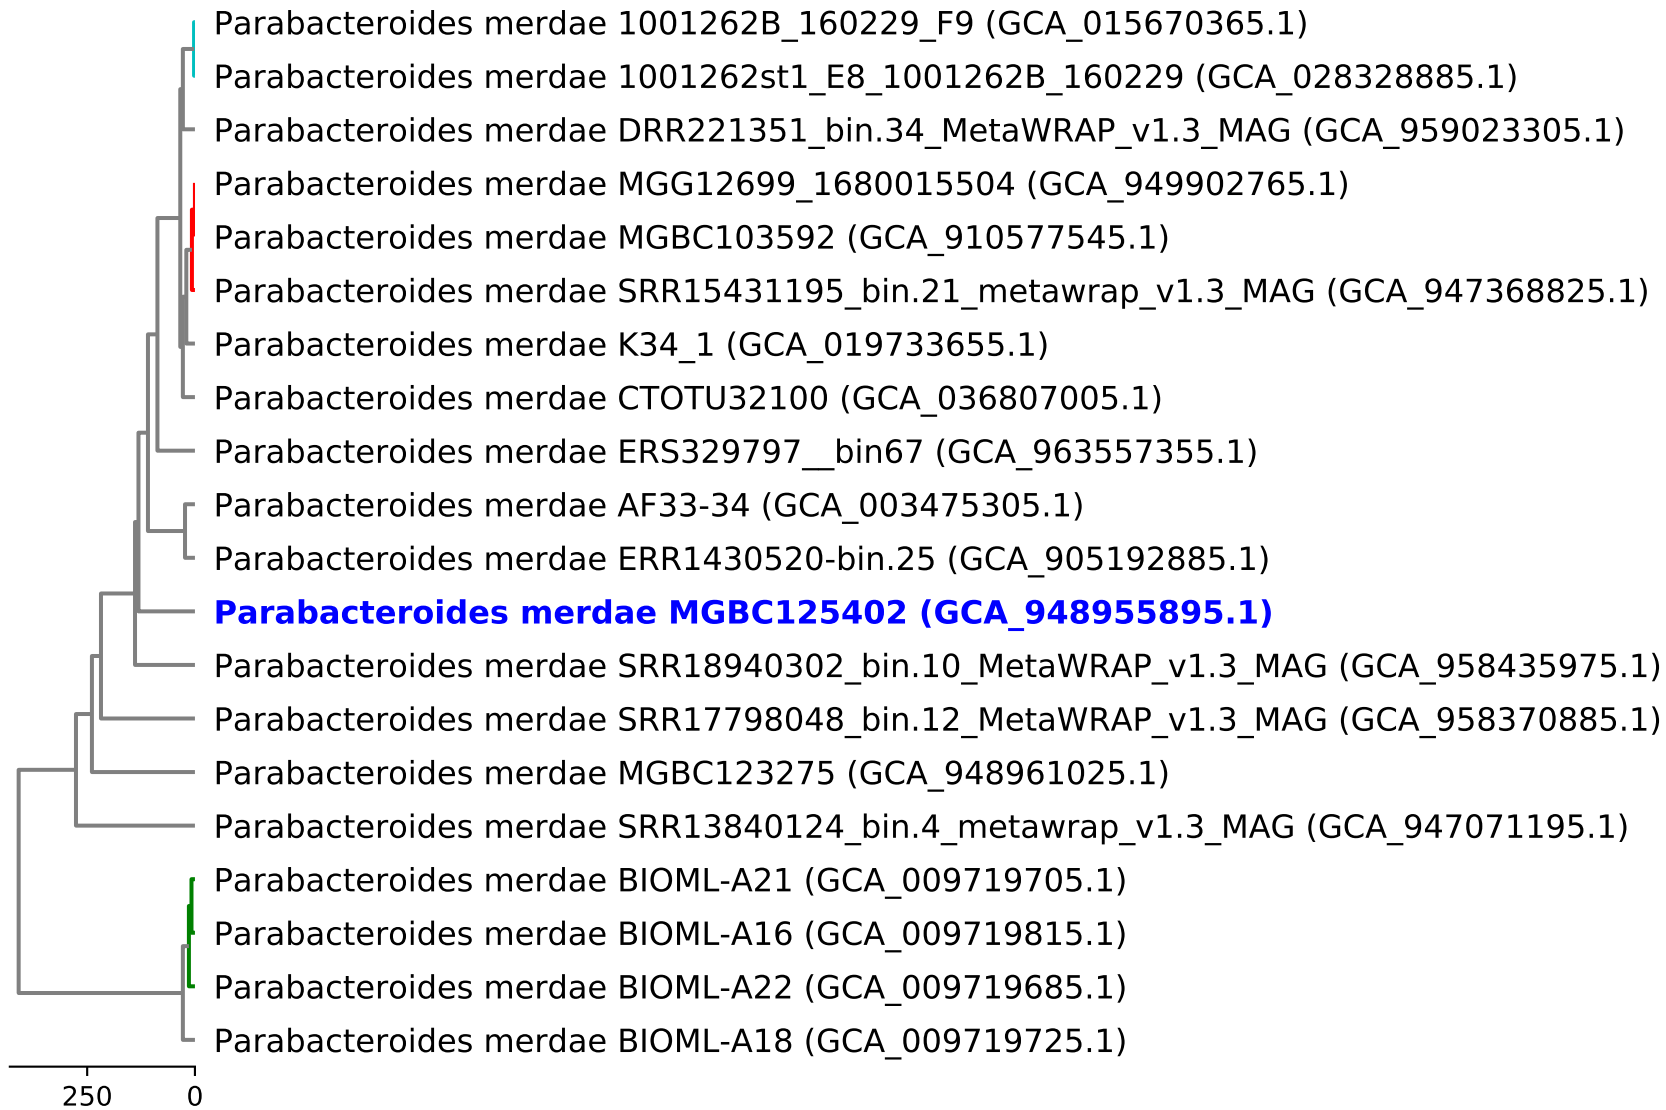 Parabacteroides merdae 1001262B_160229_F9 (GCA_015670365.1)
Parabacteroides merdae 1001262st1_E8_1001262B_160229 (GCA_028328885.1)
Parabacteroides merdae DRR221351_bin.34_MetaWRAP_v1.3_MAG (GCA_959023305.1)
Parabacteroides merdae MGG12699_1680015504 (GCA_949902765.1)
Parabacteroides merdae MGBC103592 (GCA_910577545.1)
Parabacteroides merdae SRR15431195_bin.21_metawrap_v1.3_MAG (GCA_947368825.1)
Parabacteroides merdae K34_1 (GCA_019733655.1)
Parabacteroides merdae CTOTU32100 (GCA_036807005.1)
Parabacteroides merdae ERS329797__bin67 (GCA_963557355.1)
Parabacteroides merdae AF33-34 (GCA_003475305.1)
Parabacteroides merdae ERR1430520-bin.25 (GCA_905192885.1)
Parabacteroides merdae MGBC125402 (GCA_948955895.1)
Parabacteroides merdae SRR18940302_bin.10_MetaWRAP_v1.3_MAG (GCA_958435975.1)
Parabacteroides merdae SRR17798048_bin.12_MetaWRAP_v1.3_MAG (GCA_958370885.1)
Parabacteroides merdae MGBC123275 (GCA_948961025.1)
Parabacteroides merdae SRR13840124_bin.4_metawrap_v1.3_MAG (GCA_947071195.1)
Parabacteroides merdae BIOML-A21 (GCA_009719705.1)
Parabacteroides merdae BIOML-A16 (GCA_009719815.1)
Parabacteroides merdae BIOML-A22 (GCA_009719685.1)
Parabacteroides merdae BIOML-A18 (GCA_009719725.1)
250 0